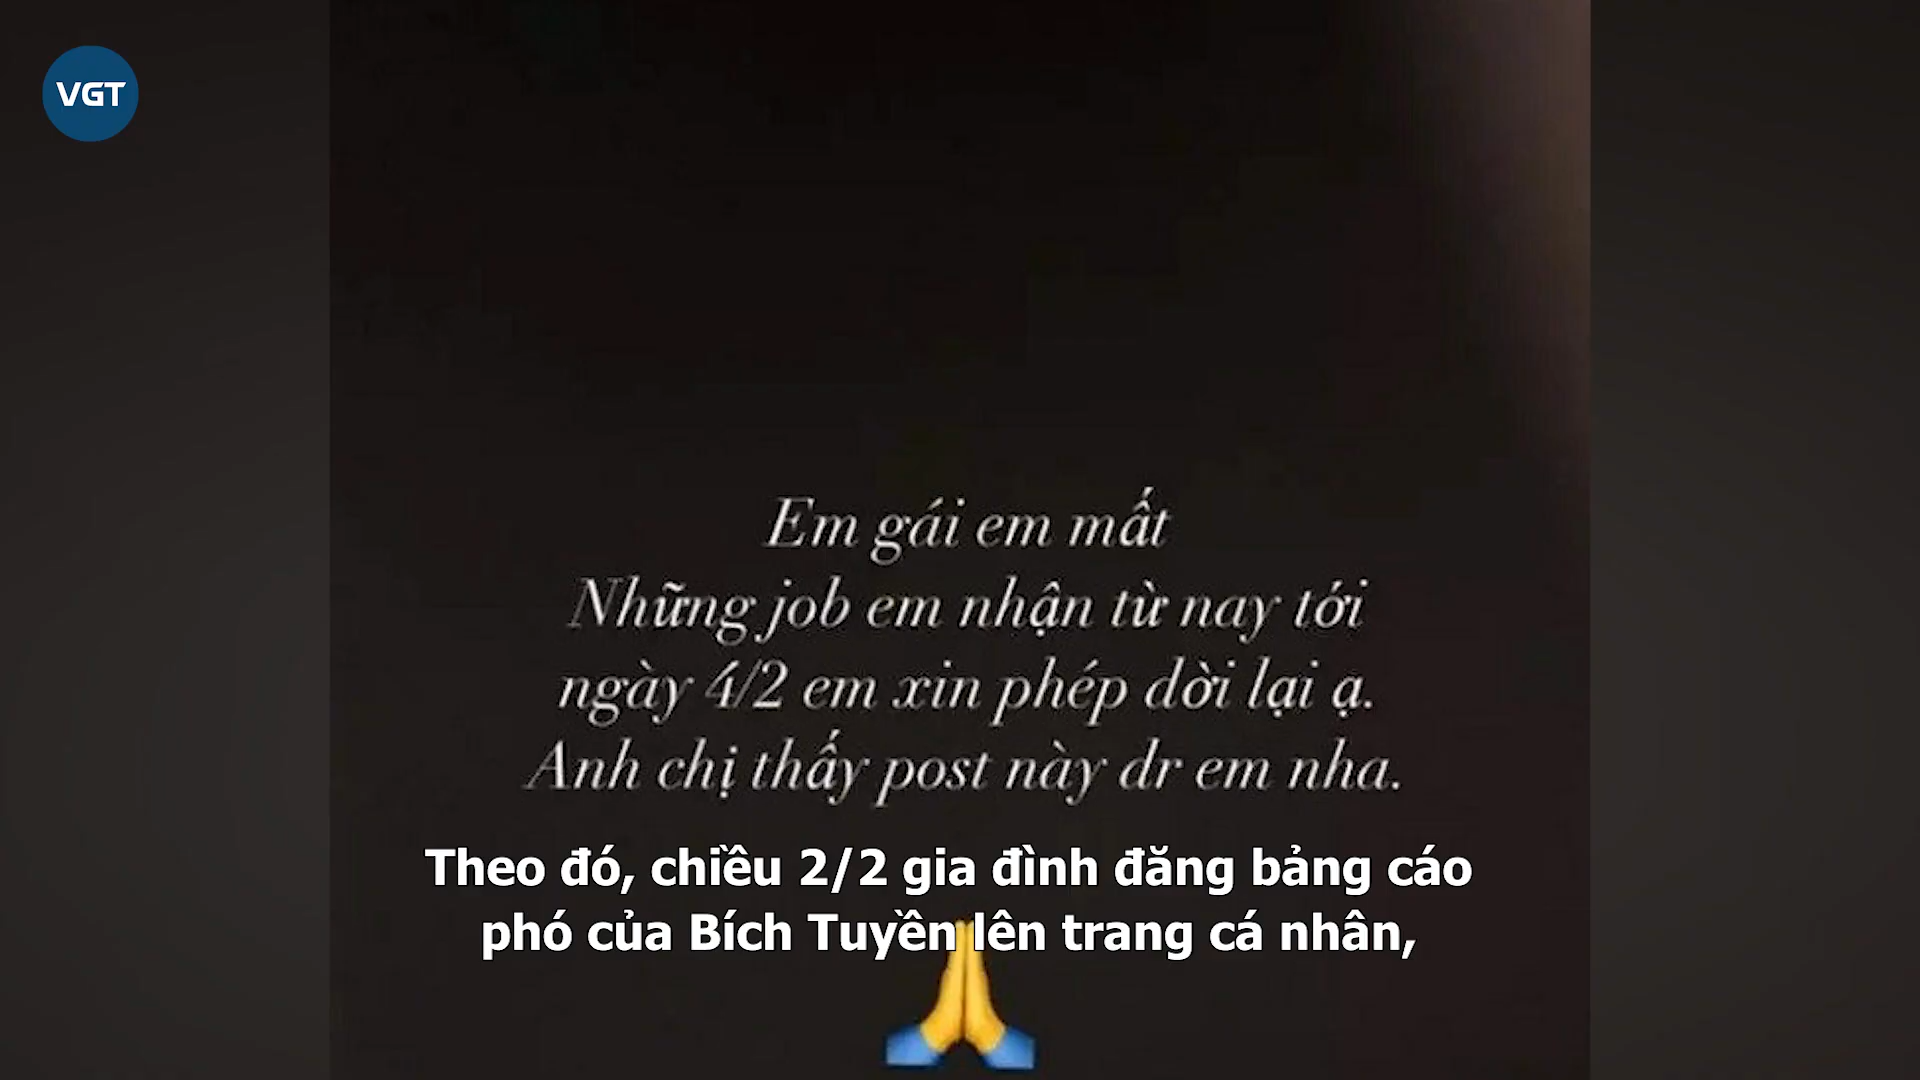 VGT
Em gái em mất
Những job em nhận từ nay tới
ngày 4/2 em xin phép dời lại ạ.
Anh chị thấy post này dr em nha.
Theo đó, chiều 2/2 gia đình đăng bảng cáo
phó của Bích Tuyền lên trang cá nhân,